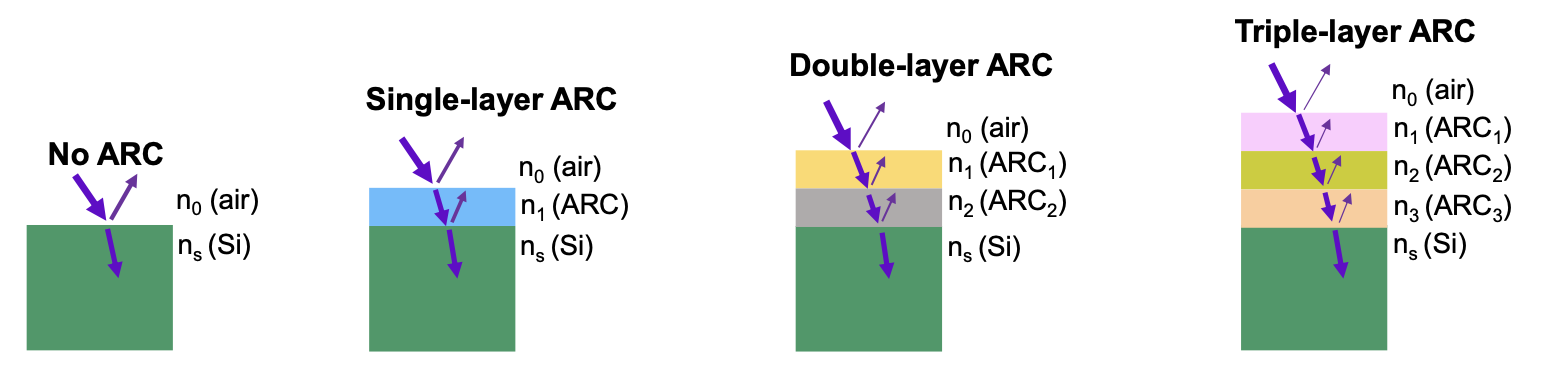 No ARC
n₀ (air)
nₛ (Si)
Single-layer ARC
n₀ (air)
n₁ (ARC)
nₛ (Si)
Double-layer ARC
n₀ (air)
n₁ (ARC₁)
n₂ (ARC₂)
nₛ (Si)
Triple-layer ARC
n₀ (air)
n₁ (ARC₁)
n₂ (ARC₂)
n₃ (ARC₃)
nₛ (Si)